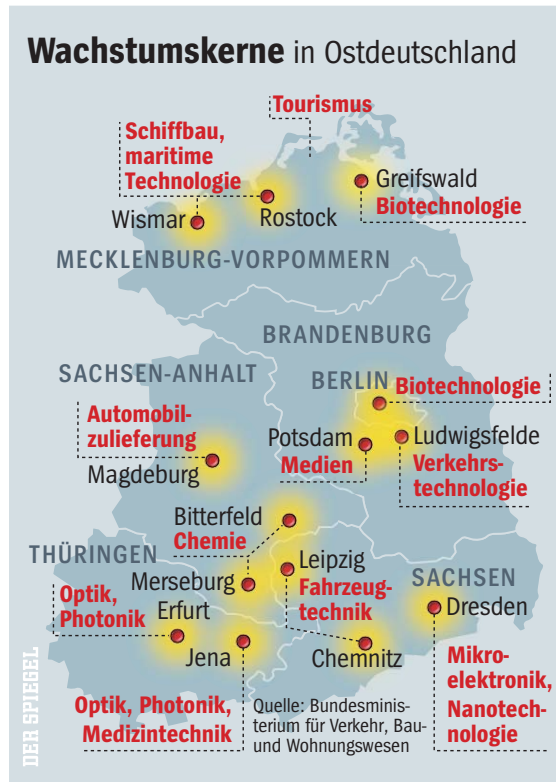 Wachstumskerne in Ostdeutschland
Tourismus
Schiffbau,
maritime
Technologie
Greifswald
Biotechnologie
Wismar
Rostock
MECKLENBURG-VORPOMMERN
BRANDENBURG
SACHSEN-ANHALT
BERLIN
Biotechnologie
Automobil-
zulieferung
Magdeburg
Potsdam
Medien
Ludwigsfelde
Verkehrs-
technologie
Bitterfeld
Chemie
THÜRINGEN
Merseburg
Leipzig
Fahrzeug-
technik
SACHSEN
Dresden
Optik,
Photonik
Erfurt
Jena
Chemnitz
Mikro-
elektronik,
Nanotech-
nologie
Optik, Photonik,
Medizintechnik
Quelle: Bundesminis-
terium für Verkehr, Bau-
und Wohnungswesen
DER SPIEGEL